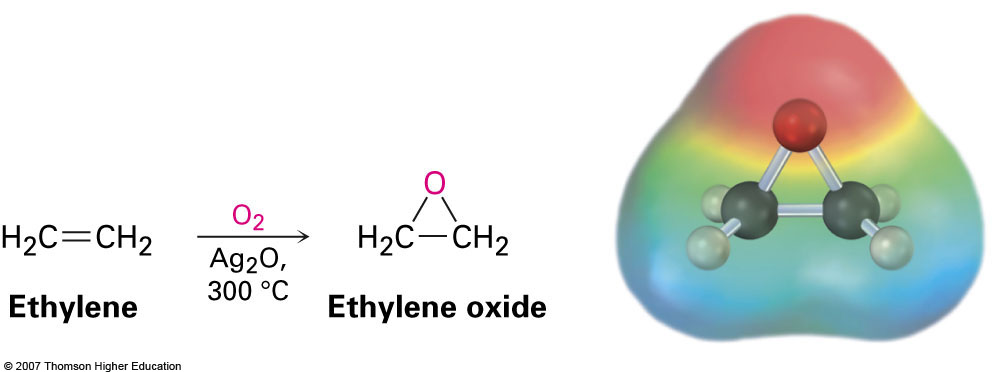 H₂C=CH₂
O₂
Ag₂O,
300 °C
O
H₂C—CH₂
Ethylene
Ethylene oxide
© 2007 Thomson Higher Education